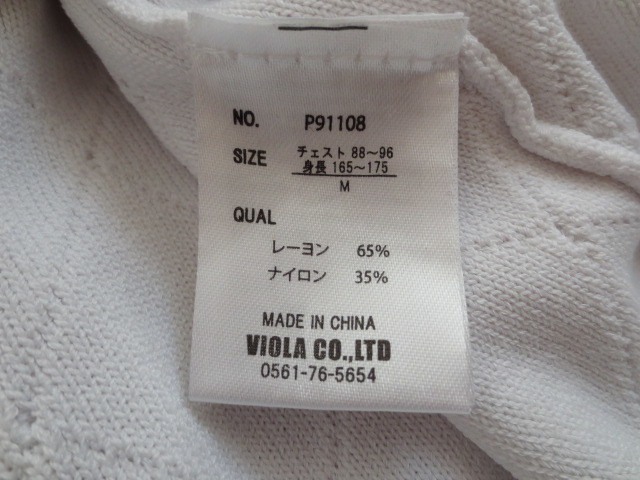 NO. P91108
SIZE チェスト 88～96
身長 165～175
M
QUAL
レーヨン 65%
ナイロン 35%
MADE IN CHINA
VIOLA CO.,LTD
0561-76-5654